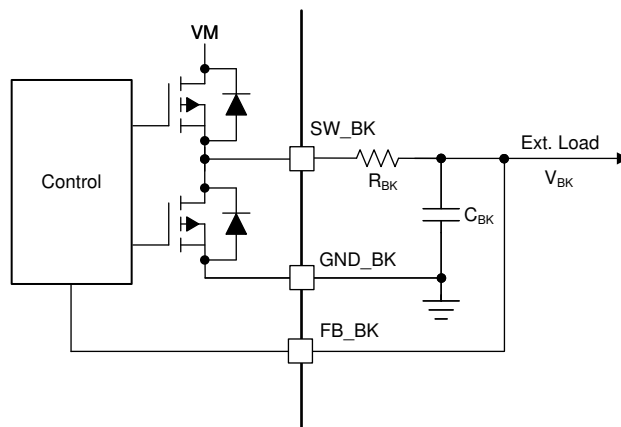 VM
SW_BK
Ext. Load
Control
R_BK
V_BK
C_BK
GND_BK
FB_BK